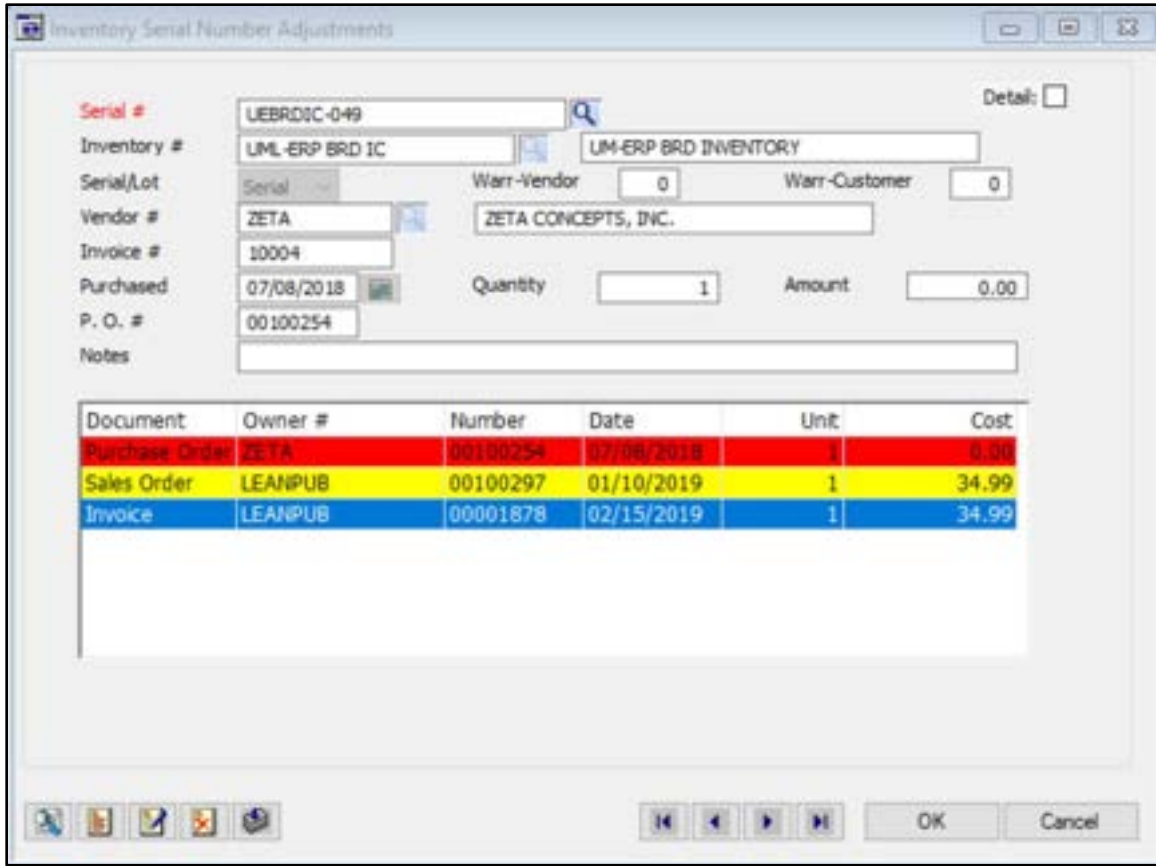 Inventory Serial Number Adjustments
Detail:
Serial # UEBRDIC-049
Inventory # UML-ERP BRD IC UM-ERP BRD INVENTORY
Serial/Lot Serial Warr-Vendor 0 Warr-Customer 0
Vendor # ZETA ZETA CONCEPTS, INC.
Invoice # 10004
Purchased 07/08/2018 Quantity 1 Amount 0.00
P. O. # 00100254
Notes
Document Owner # Number Date Unit Cost
Purchase Order ZETA 00100254 07/08/2018 1 0.00
Sales Order LEANPUB 00100297 01/10/2019 1 34.99
Invoice LEANPUB 00001878 02/15/2019 1 34.99
OK Cancel